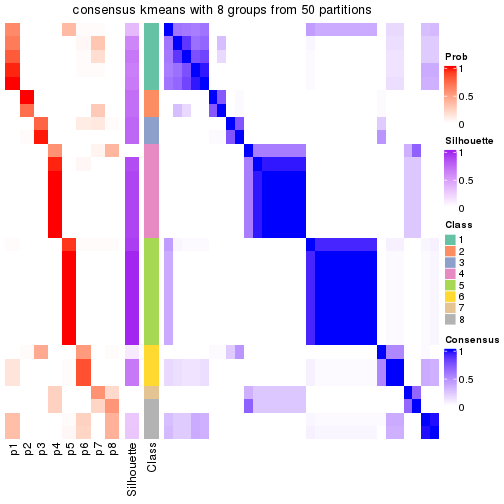 consensus kmeans with 8 groups from 50 partitions
Prob
1
0.5
0
Silhouette
1
0.5
0
Class
1
2
3
4
5
6
7
8
Consensus
1
0.5
0
p1
p2
p3
p4
p5
p6
p7
p8
Silhouette
Class